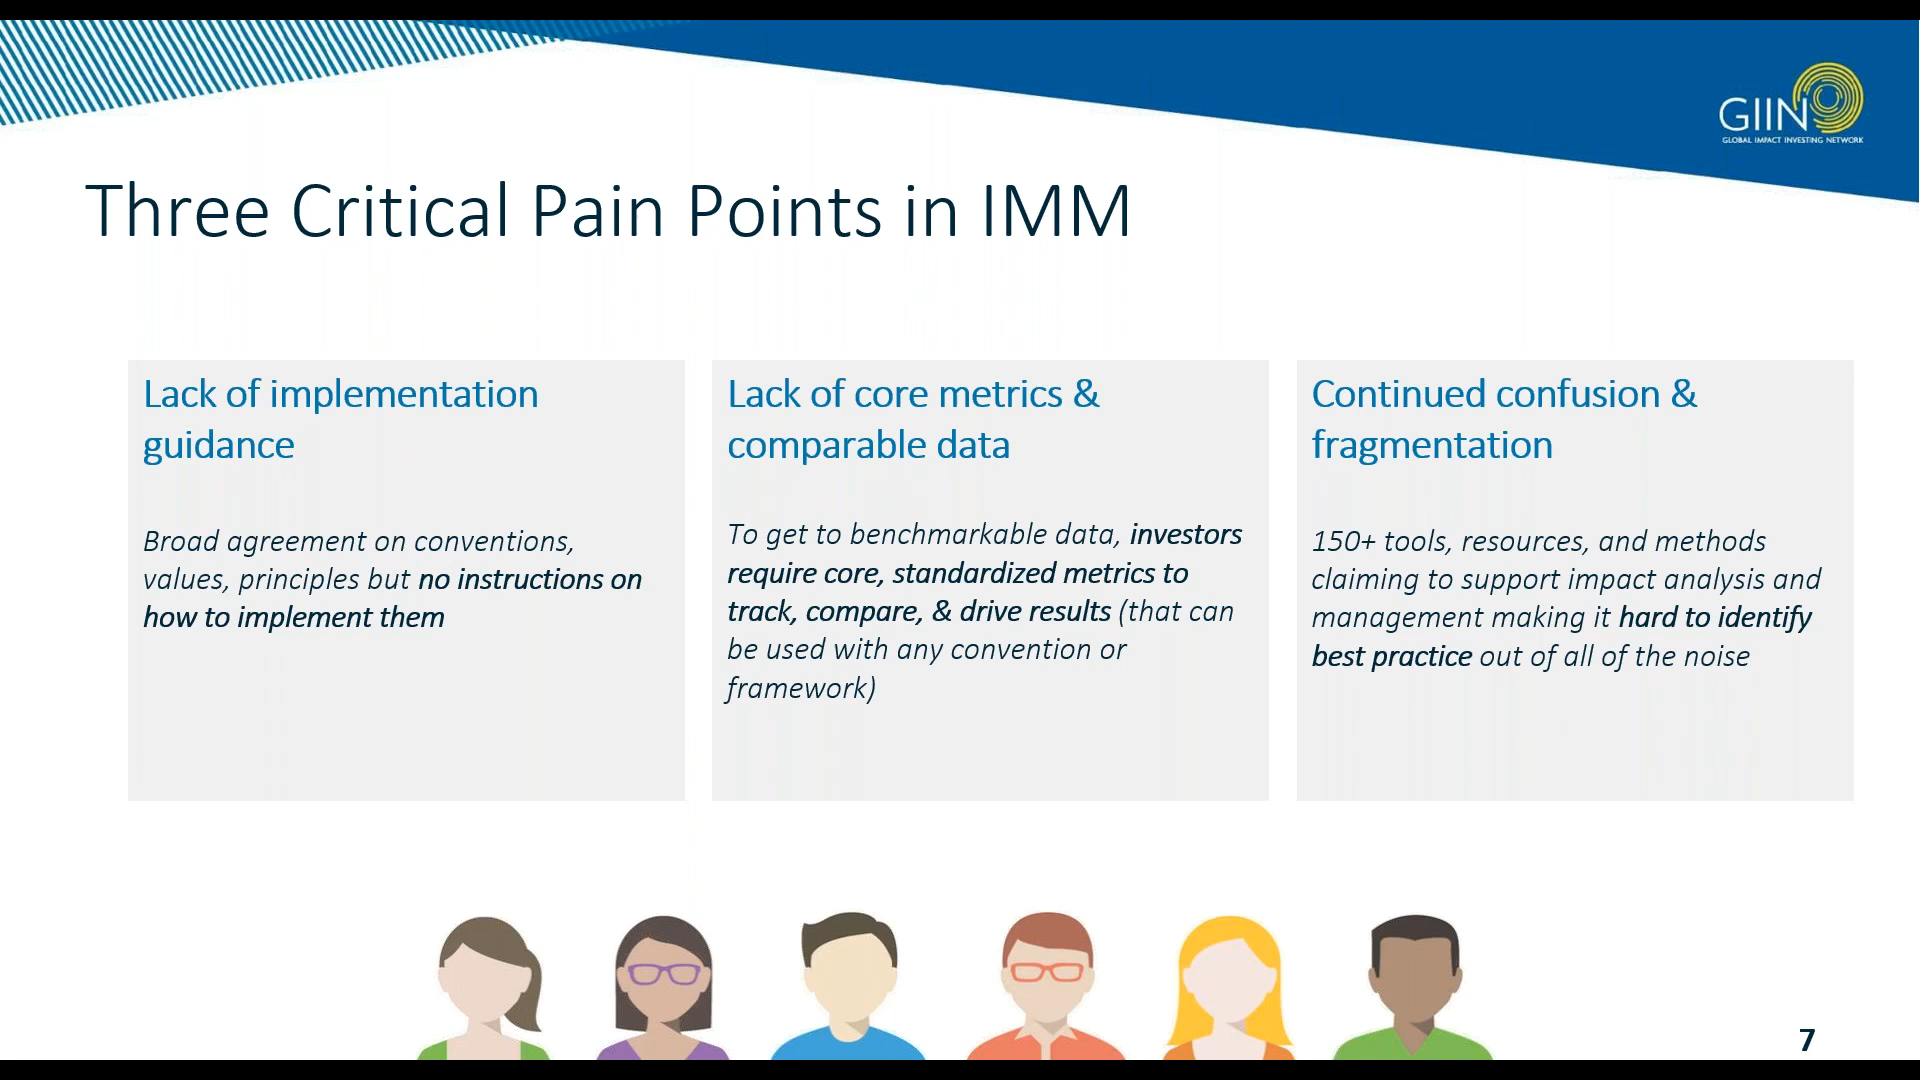 GIIN
GLOBAL IMPACT INVESTING NETWORK
Three Critical Pain Points in IMM
Lack of implementation
guidance
Broad agreement on conventions,
values, principles but no instructions on
how to implement them
Lack of core metrics &
comparable data
To get to benchmarkable data, investors
require core, standardized metrics to
track, compare, & drive results (that can
be used with any convention or
framework)
Continued confusion &
fragmentation
150+ tools, resources, and methods
claiming to support impact analysis and
management making it hard to identify
best practice out of all of the noise
7